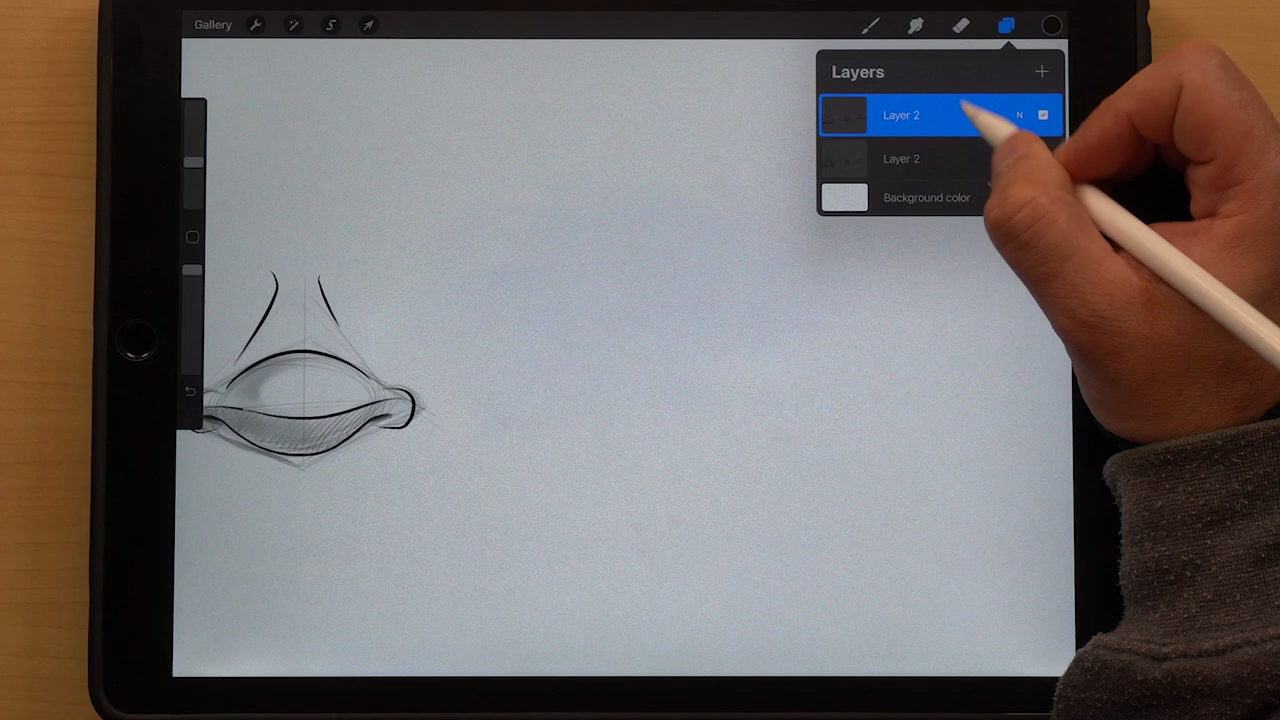 Gallery
Layers
Layer 2 N
Layer 2
Background color